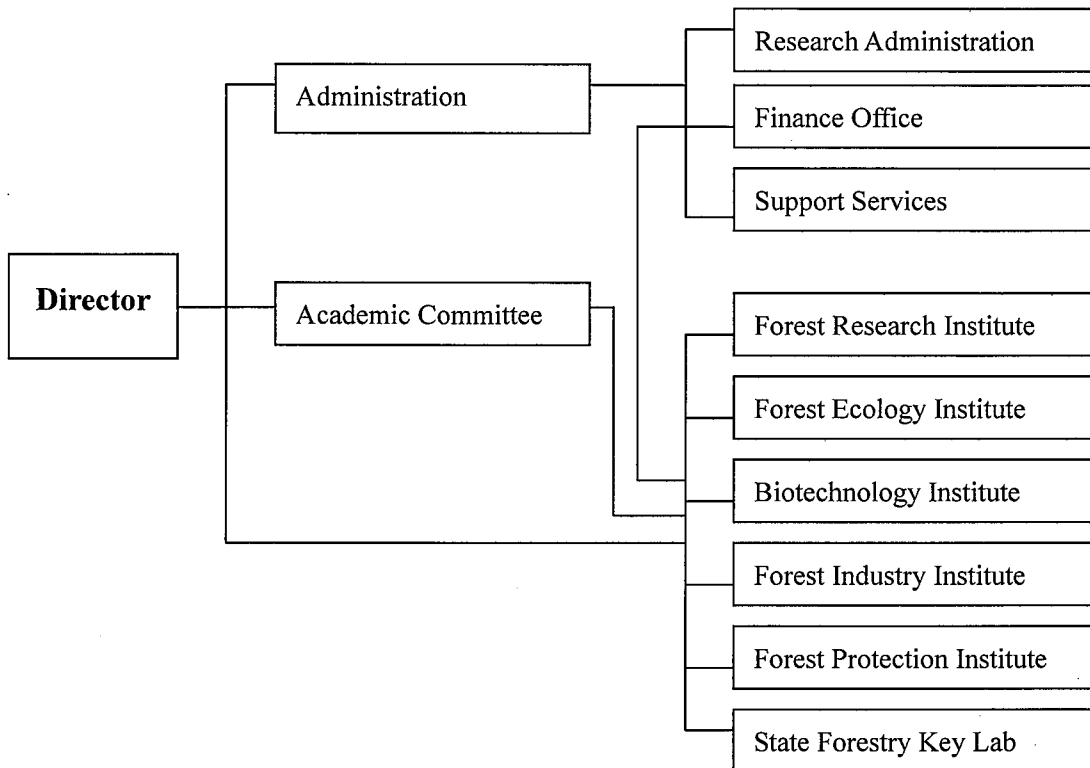 Research Administration
Administration
Finance Office
Support Services
Director
Academic Committee
Forest Research Institute
Forest Ecology Institute
Biotechnology Institute
Forest Industry Institute
Forest Protection Institute
State Forestry Key Lab